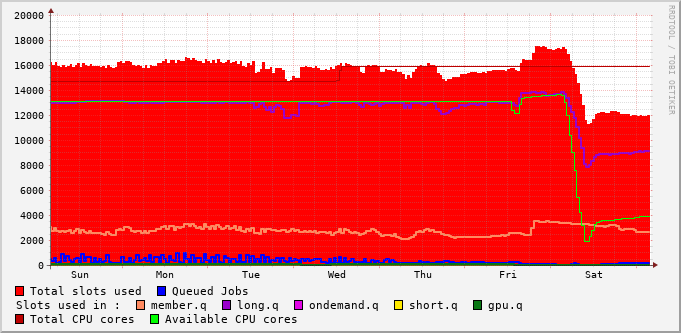 20000
18000
16000
14000
12000
10000
8000
6000
4000
2000
0
Sun Mon Tue Wed Thu Fri Sat
RRDTOOL / TOBI OETIKER
Total slots used Queued Jobs
Slots used in : member.q long.q ondemand.q short.q gpu.q
Total CPU cores Available CPU cores